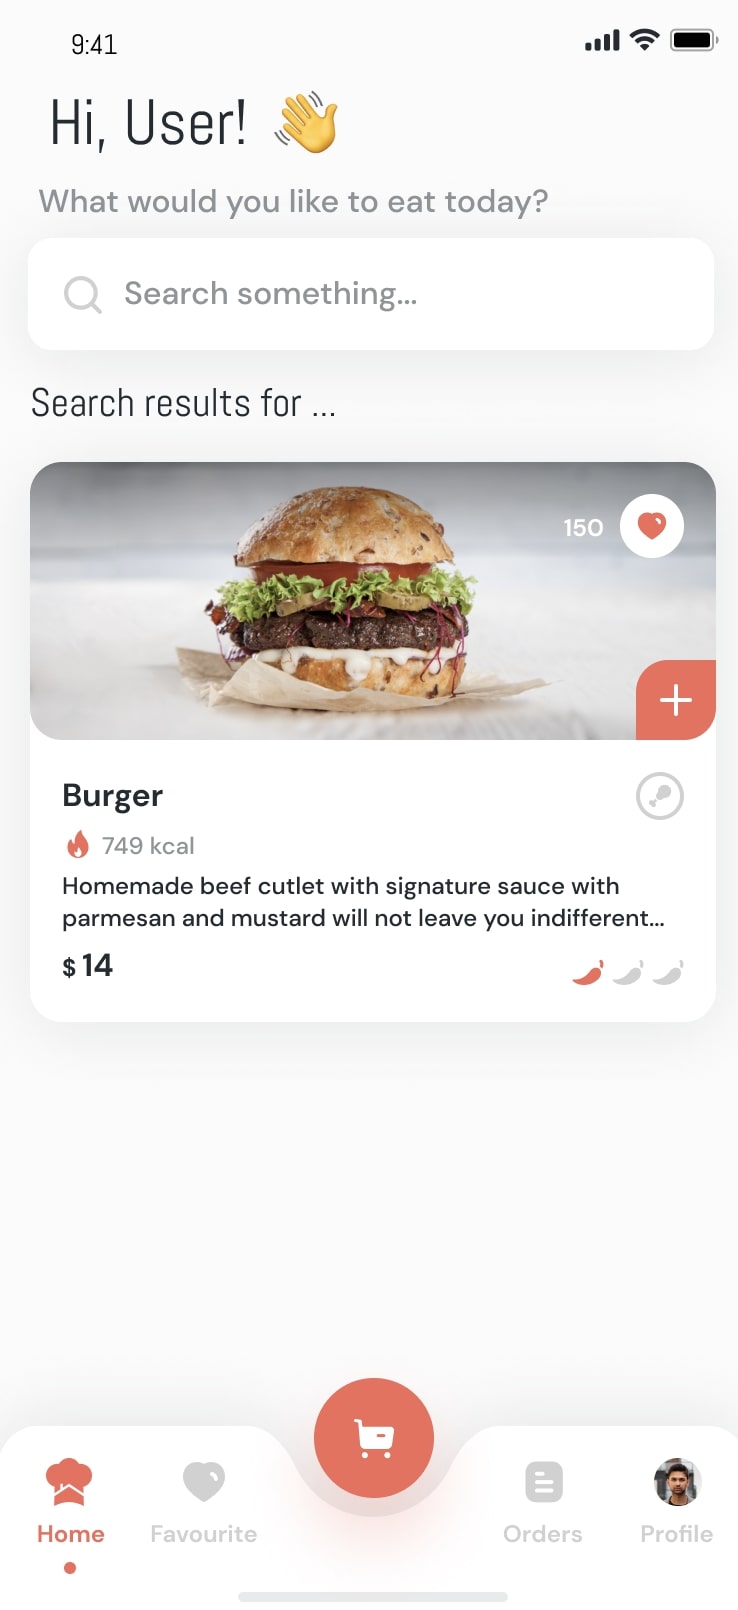 9:41
Hi, User! 👋
What would you like to eat today?
Search something...
Search results for ...
150
Burger
749 kcal
Homemade beef cutlet with signature sauce with
parmesan and mustard will not leave you indifferent...
$ 14
Home
Favourite
Orders
Profile